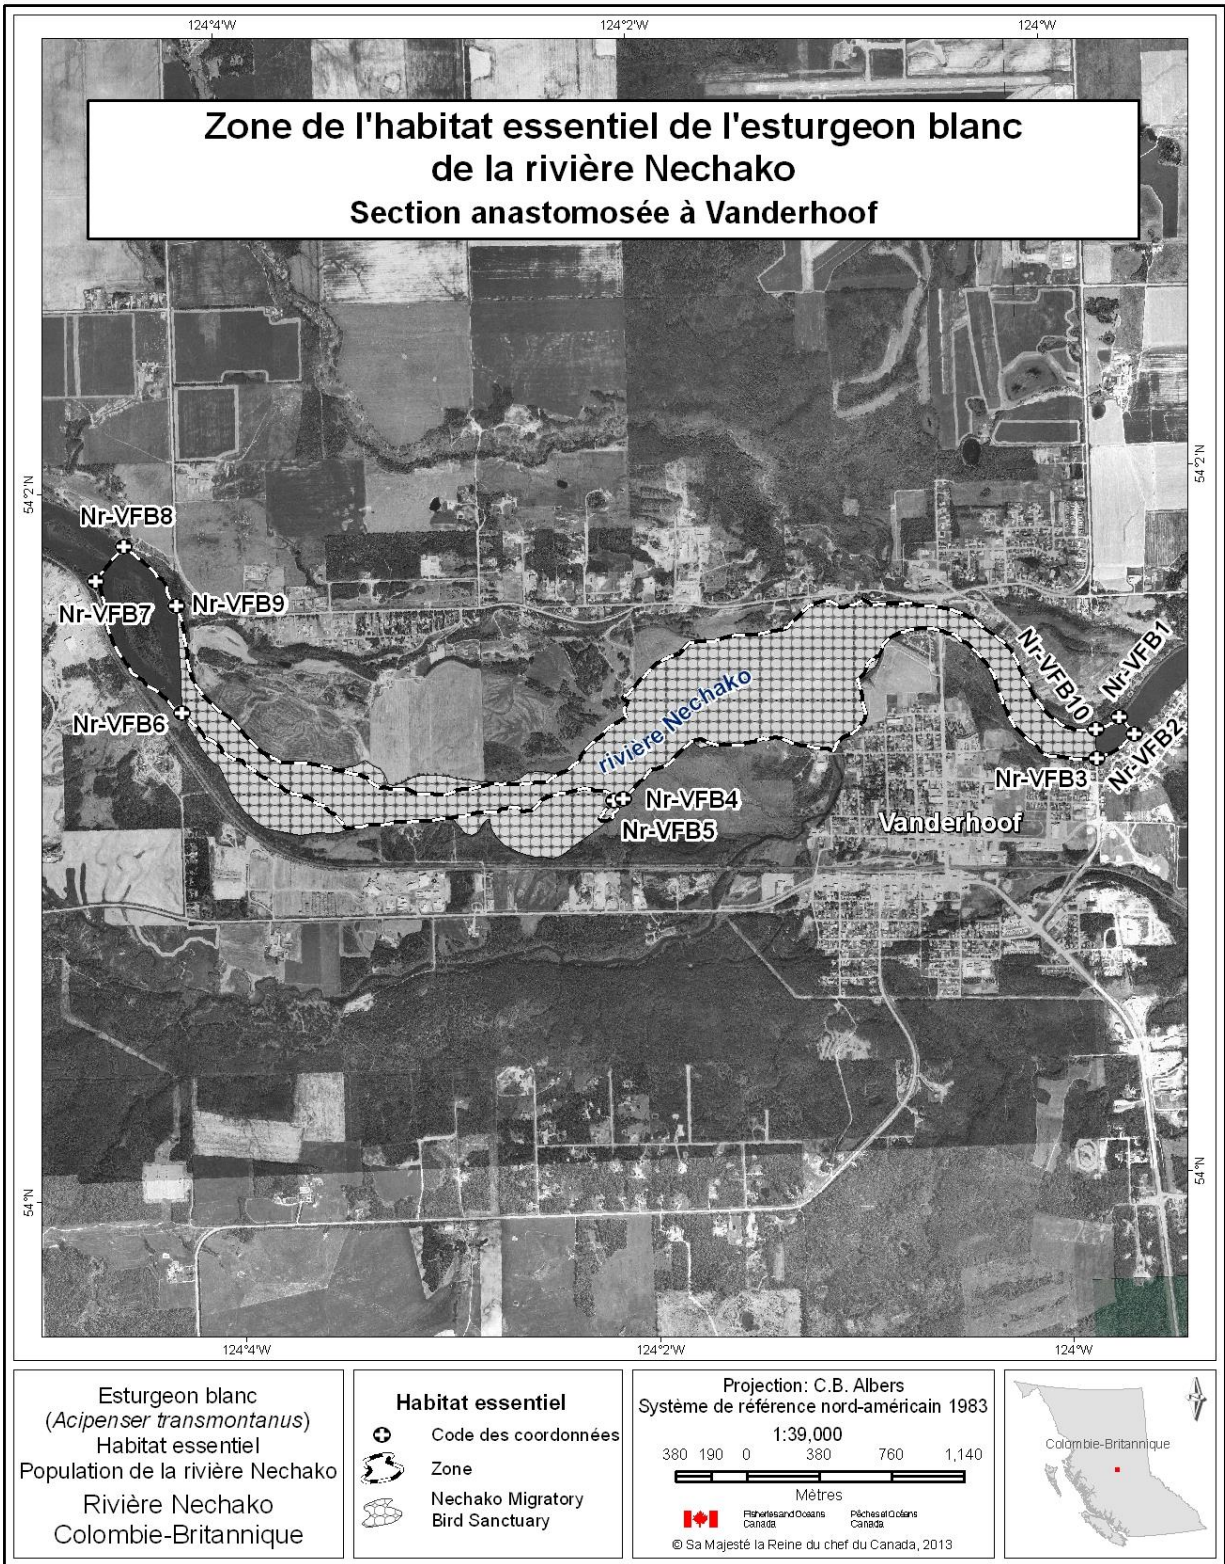 124°4'W
124°2'W
124°W
Zone de l'habitat essentiel de l'esturgeon blanc
de la rivière Nechako
Section anastomosée à Vanderhoof
54°2'N
54°2'N
Nr-VFB8
Nr-VFB7
Nr-VFB9
Nr-VFB6
rivière Nechako
Nr-VFB10
Nr-VFB1
Nr-VFB2
Nr-VFB3
Nr-VFB4
Nr-VFB5
Vanderhoof
54°N
54°N
124°4'W
124°2'W
124°W
Esturgeon blanc
(Acipenser transmontanus)
Habitat essentiel
Population de la rivière Nechako
Rivière Nechako
Colombie-Britannique
Habitat essentiel
Code des coordonnées
Zone
Nechako Migratory
Bird Sanctuary
Projection: C.B. Albers
Système de référence nord-américain 1983
1:39,000
380 190 0 380 760 1,140
Mètres
Fisheries and Oceans
Canada
Pêches et Océans
Canada
© Sa Majesté la Reine du chef du Canada, 2013
Colombie-Britannique